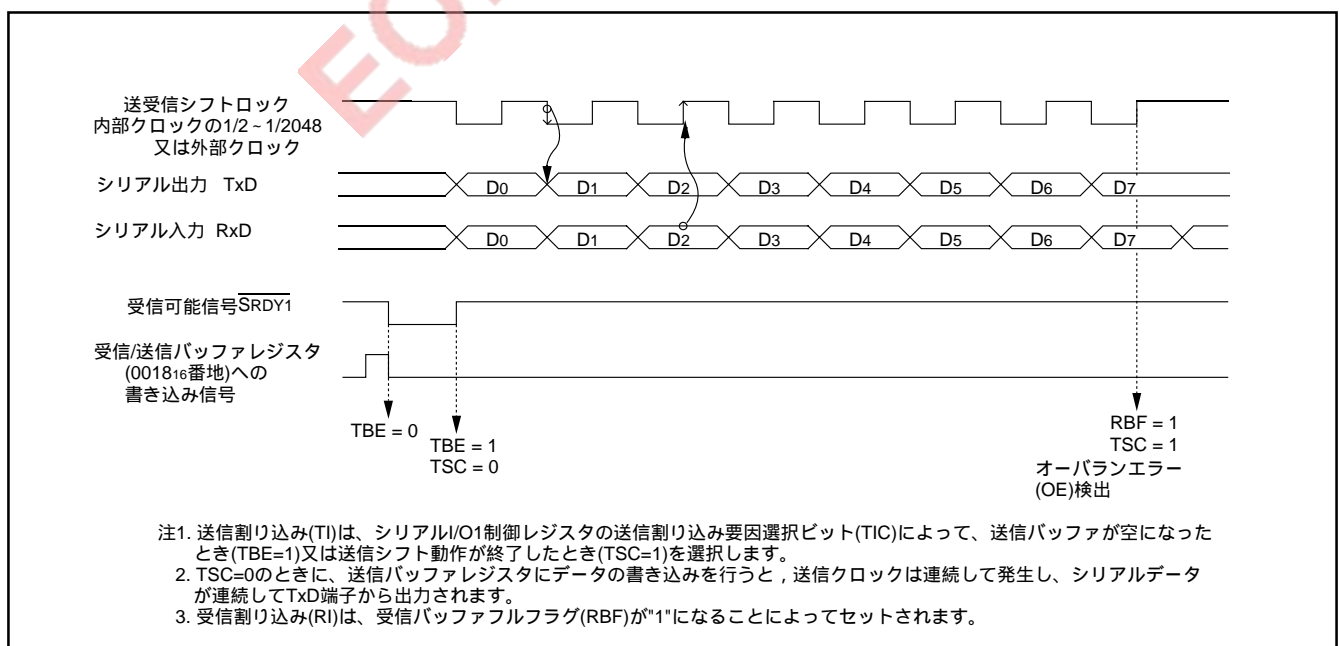 EO
送受信シフトロック
内部クロックの1/2~1/2048
又は外部クロック
シリアル出力 TxD
D0 D1 D2 D3 D4 D5 D6 D7
シリアル入力 RxD
D0 D1 D2 D3 D4 D5 D6 D7
受信可能信号SRDY1
受信/送信バッファレジスタ
(001816番地)への
書き込み信号
TBE = 0
TBE = 1
TSC = 0
RBF = 1
TSC = 1
オーバランエラー
(OE)検出
注1. 送信割り込み(TI)は、シリアルI/O1制御レジスタの送信割り込み要因選択ビット(TIC)によって、送信バッファが空になった
とき(TBE=1)又は送信シフト動作が終了したとき(TSC=1)を選択します。
2. TSC=0のときに、送信バッファレジスタにデータの書き込みを行うと , 送信クロックは連続して発生し、シリアルデータ
が連続してTxD端子から出力されます。
3. 受信割り込み(RI)は、受信バッファフルフラグ(RBF)が"1"になることによってセットされます。